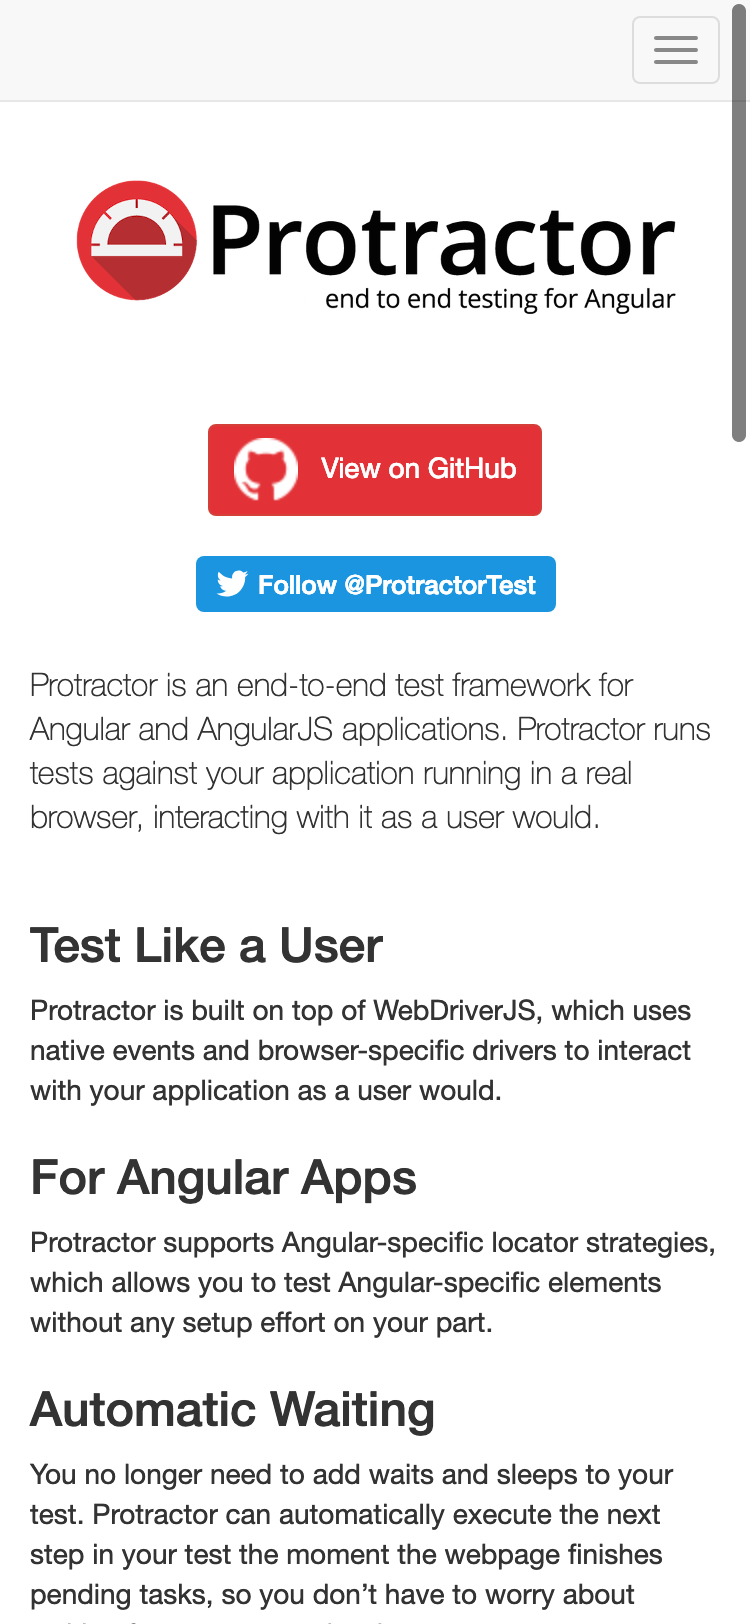 Protractor
end to end testing for Angular
View on GitHub
Follow @ProtractorTest
Protractor is an end-to-end test framework for
Angular and AngularJS applications. Protractor runs
tests against your application running in a real
browser, interacting with it as a user would.
Test Like a User
Protractor is built on top of WebDriverJS, which uses
native events and browser-specific drivers to interact
with your application as a user would.
For Angular Apps
Protractor supports Angular-specific locator strategies,
which allows you to test Angular-specific elements
without any setup effort on your part.
Automatic Waiting
You no longer need to add waits and sleeps to your
test. Protractor can automatically execute the next
step in your test the moment the webpage finishes
pending tasks, so you don’t have to worry about